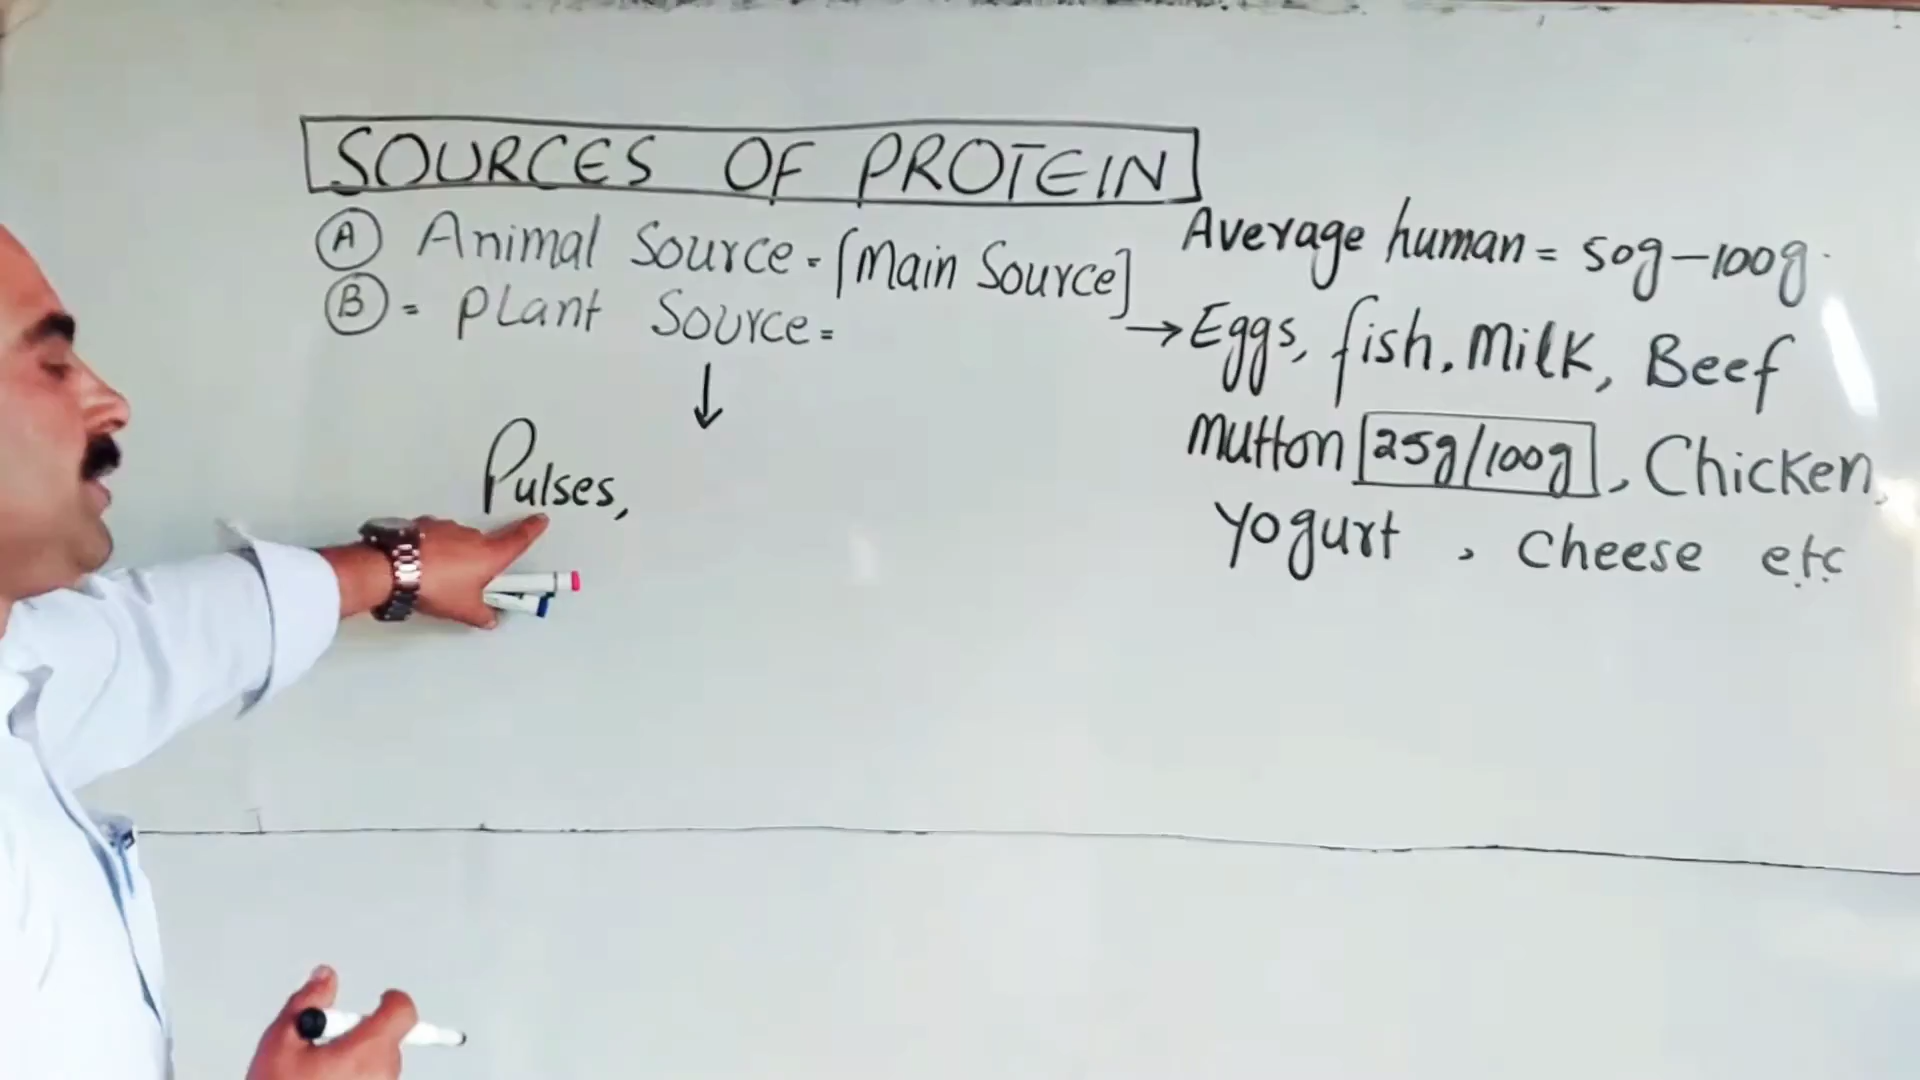 SOURCES OF PROTEIN
(A) Animal Source = [Main Source]
(B) = PLant Source =
↓
Pulses,
Average human = 50g – 100g.
→ Eggs, fish, Milk, Beef
Mutton [25g/100g], Chicken,
Yogurt , Cheese etc